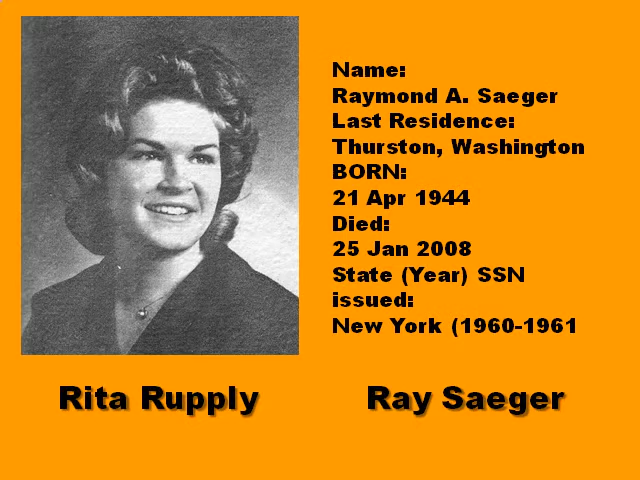 Name:
Raymond A. Saeger
Last Residence:
Thurston, Washington
BORN:
21 Apr 1944
Died:
25 Jan 2008
State (Year) SSN
issued:
New York (1960-1961
Rita Rupply
Ray Saeger